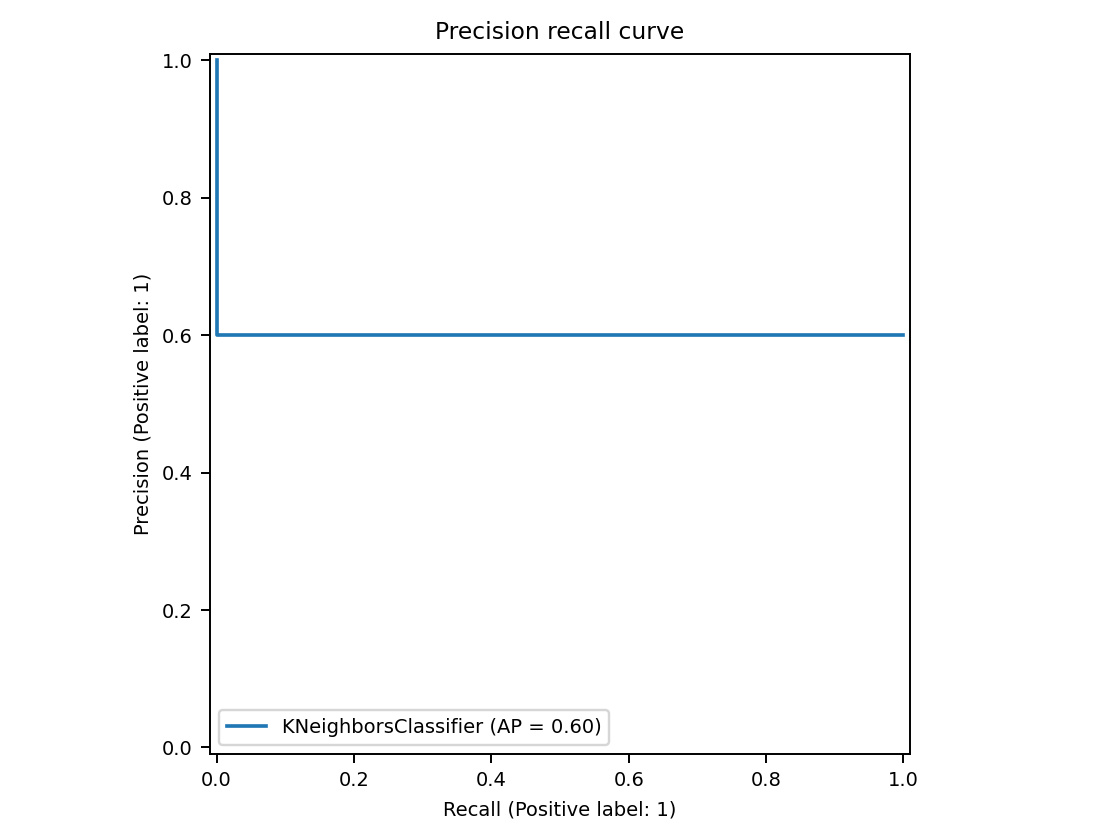 Precision recall curve
1.0
0.8
0.6
0.4
0.2
0.0
Precision (Positive label: 1)
KNeighborsClassifier (AP = 0.60)
0.0 0.2 0.4 0.6 0.8 1.0
Recall (Positive label: 1)